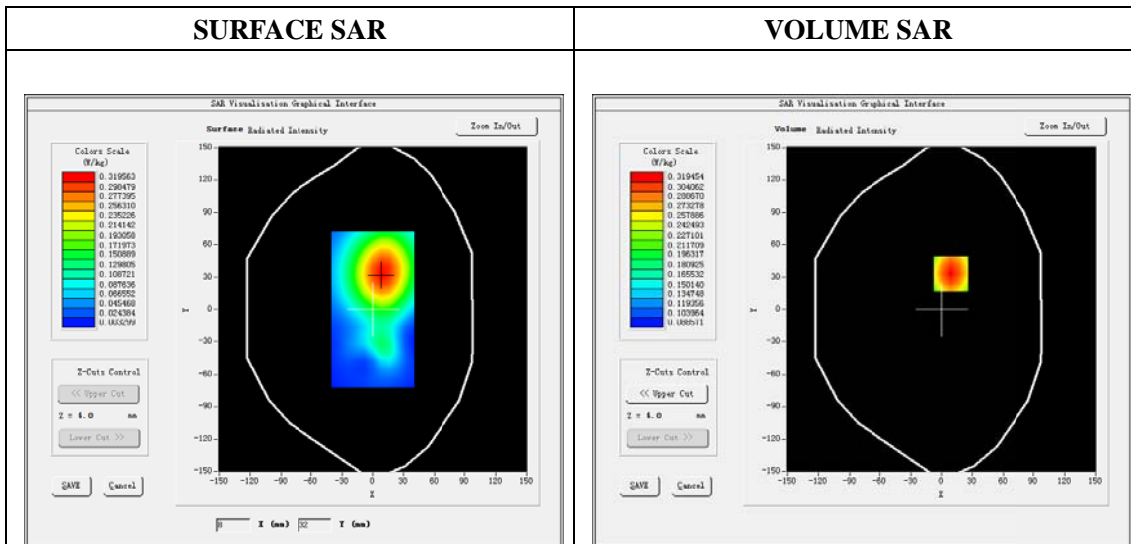 SURFACE SAR
VOLUME SAR
SAR Visualisation Graphical Interface
Surface Radiated Intensity
Zoom In/Out
Colors Scale
(W/kg)
0.319563
0.298479
0.277395
0.256310
0.235226
0.214142
0.193058
0.171973
0.150889
0.129805
0.108721
0.087636
0.066552
0.045468
0.024384
0.003299
150
120
90
60
30
0
-30
-60
-90
-120
-150
Y
-150 -120 -90 -60 -30 0 30 60 90 120 150
X
Z-Cuts Control
<< Upper Cut
Z = 4.0 mm
Lower Cut >>
SAVE Cancel
8 X (mm) 32 Y (mm)
SAR Visualisation Graphical Interface
Volume Radiated Intensity
Zoom In/Out
Colors Scale
(W/kg)
0.319454
0.304062
0.288670
0.273278
0.257886
0.242493
0.227101
0.211709
0.196317
0.180925
0.165532
0.150140
0.134748
0.119356
0.103964
0.088571
150
120
90
60
30
0
-30
-60
-90
-120
-150
Y
-150 -120 -90 -60 -30 0 30 60 90 120 150
X
Z-Cuts Control
<< Upper Cut
Z = 4.0 mm
Lower Cut >>
SAVE Cancel